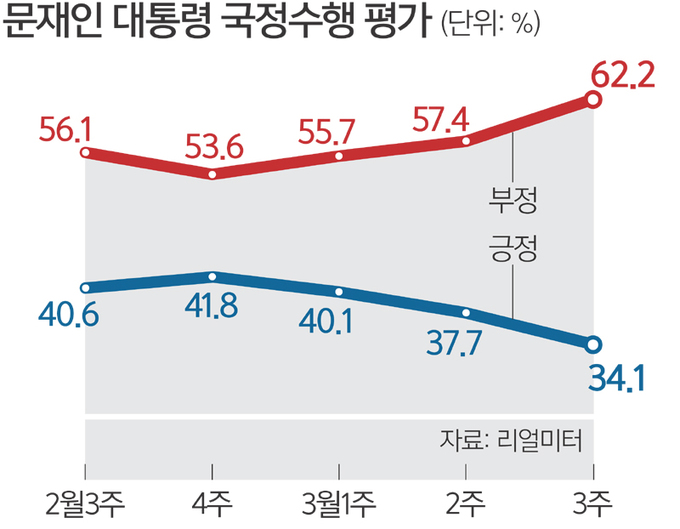 문재인 대통령 국정수행 평가 (단위: %)
62.2
56.1
53.6
55.7
57.4
부정
긍정
40.6
41.8
40.1
37.7
34.1
자료: 리얼미터
2월3주
4주
3월1주
2주
3주